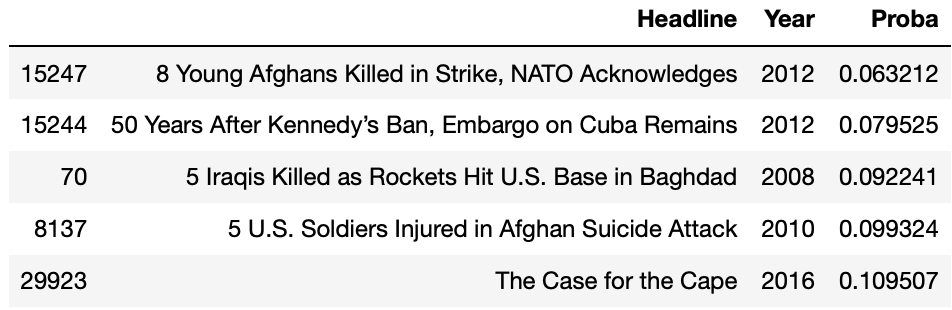 Headline Year Proba
15247 8 Young Afghans Killed in Strike, NATO Acknowledges 2012 0.063212
15244 50 Years After Kennedy’s Ban, Embargo on Cuba Remains 2012 0.079525
70 5 Iraqis Killed as Rockets Hit U.S. Base in Baghdad 2008 0.092241
8137 5 U.S. Soldiers Injured in Afghan Suicide Attack 2010 0.099324
29923 The Case for the Cape 2016 0.109507